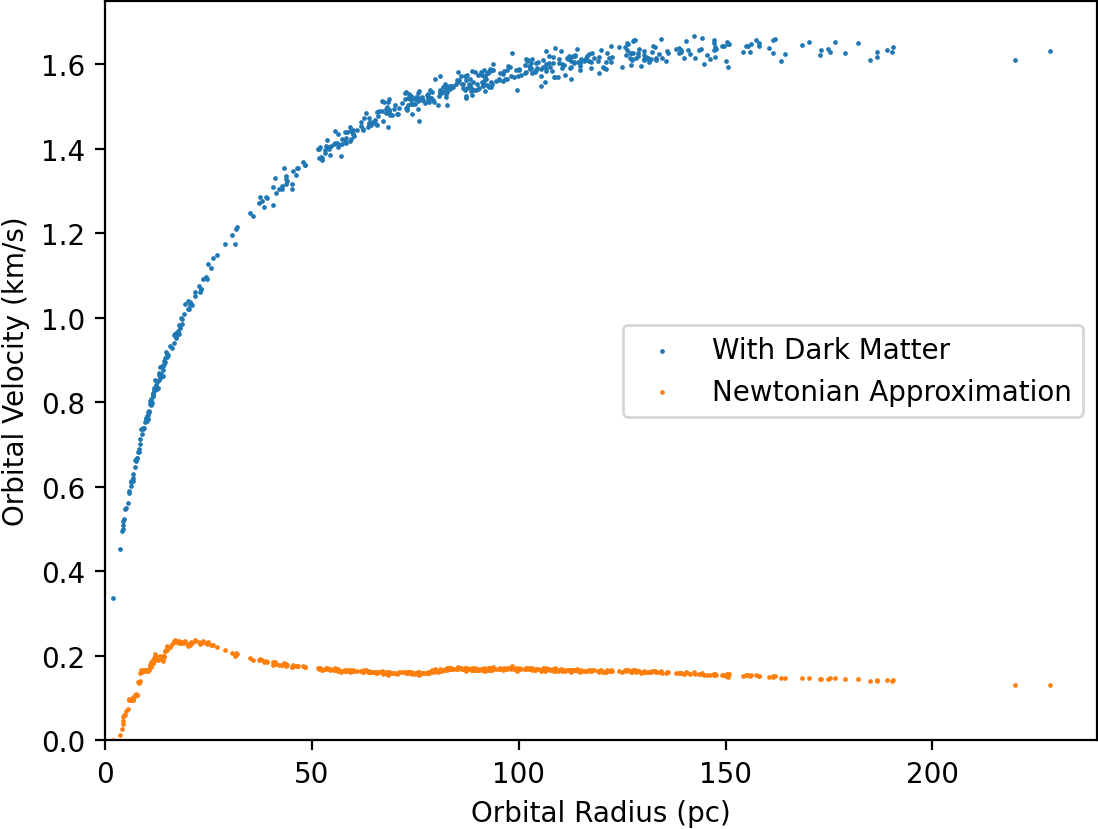 Orbital Velocity (km/s)
1.6
1.4
1.2
1.0
0.8
0.6
0.4
0.2
0.0
With Dark Matter
Newtonian Approximation
0 50 100 150 200
Orbital Radius (pc)